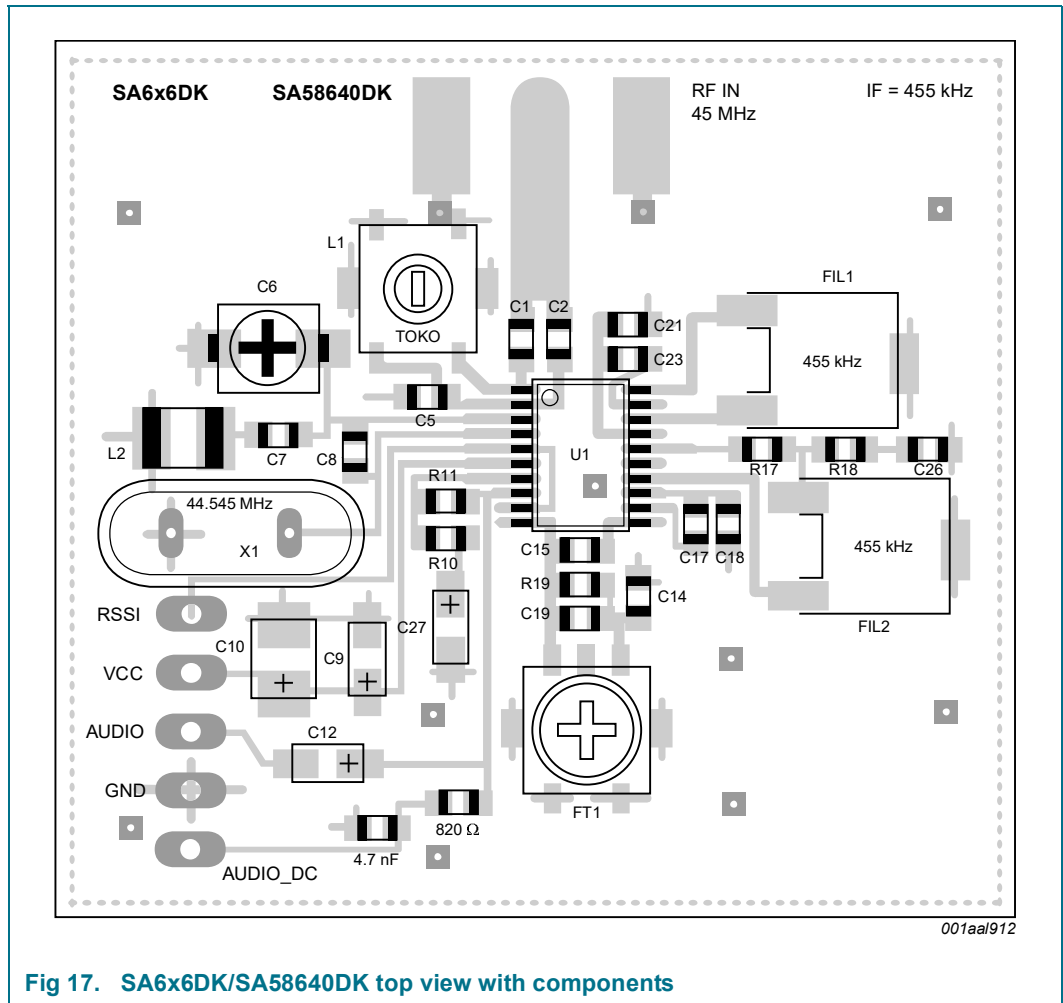 SA6x6DK SA58640DK RF IN IF = 455 kHz
45 MHz
L1
FIL1
C6
C1 C2
C21
TOKO
C23
455 kHz
C5
L2
C7
C8
U1
R17
R18
C26
R11
44.545 MHz
X1
R10
C15
C17
C18
455 kHz
R19
C14
RSSI
C19
C27
FIL2
C10
C9
VCC
AUDIO
C12
GND
FT1
820 Ω
4.7 nF
AUDIO_DC
001aal912
Fig 17. SA6x6DK/SA58640DK top view with components